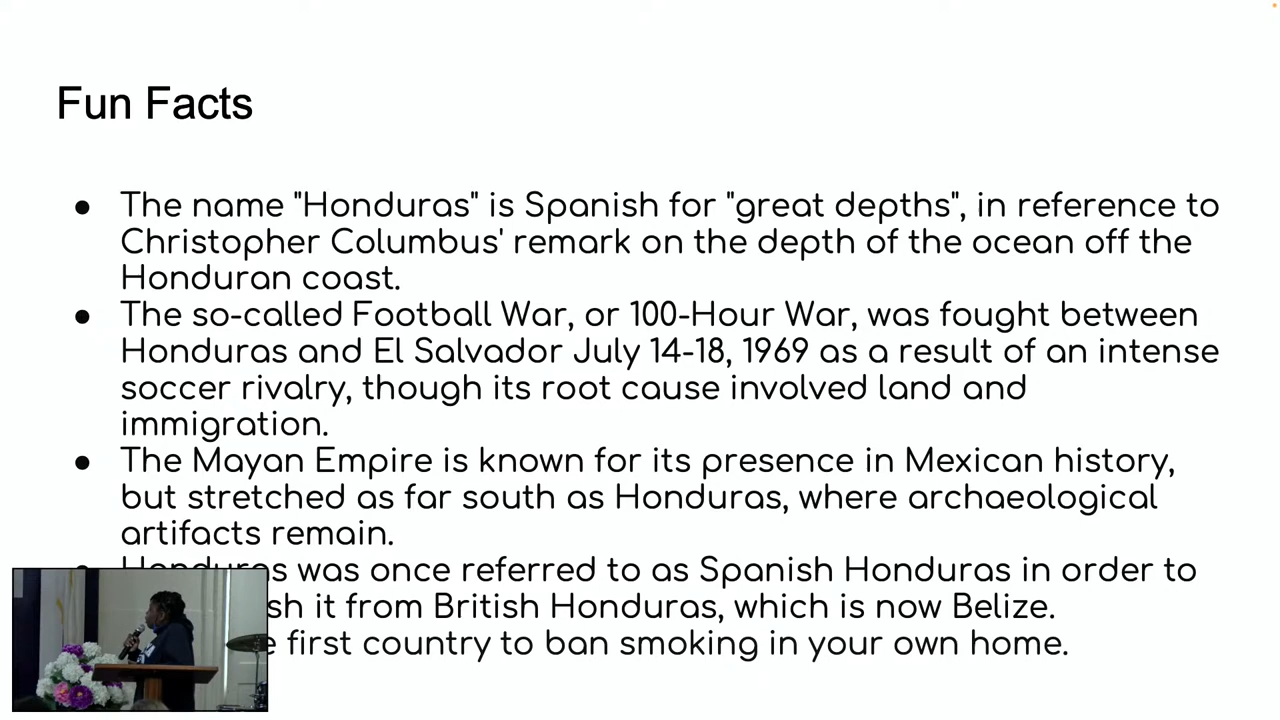 Fun Facts
● The name "Honduras" is Spanish for "great depths", in reference to
Christopher Columbus' remark on the depth of the ocean off the
Honduran coast.
● The so-called Football War, or 100-Hour War, was fought between
Honduras and El Salvador July 14-18, 1969 as a result of an intense
soccer rivalry, though its root cause involved land and
immigration.
● The Mayan Empire is known for its presence in Mexican history,
but stretched as far south as Honduras, where archaeological
artifacts remain.
● Honduras was once referred to as Spanish Honduras in order to
it from British Honduras, which is now Belize.
first country to ban smoking in your own home.